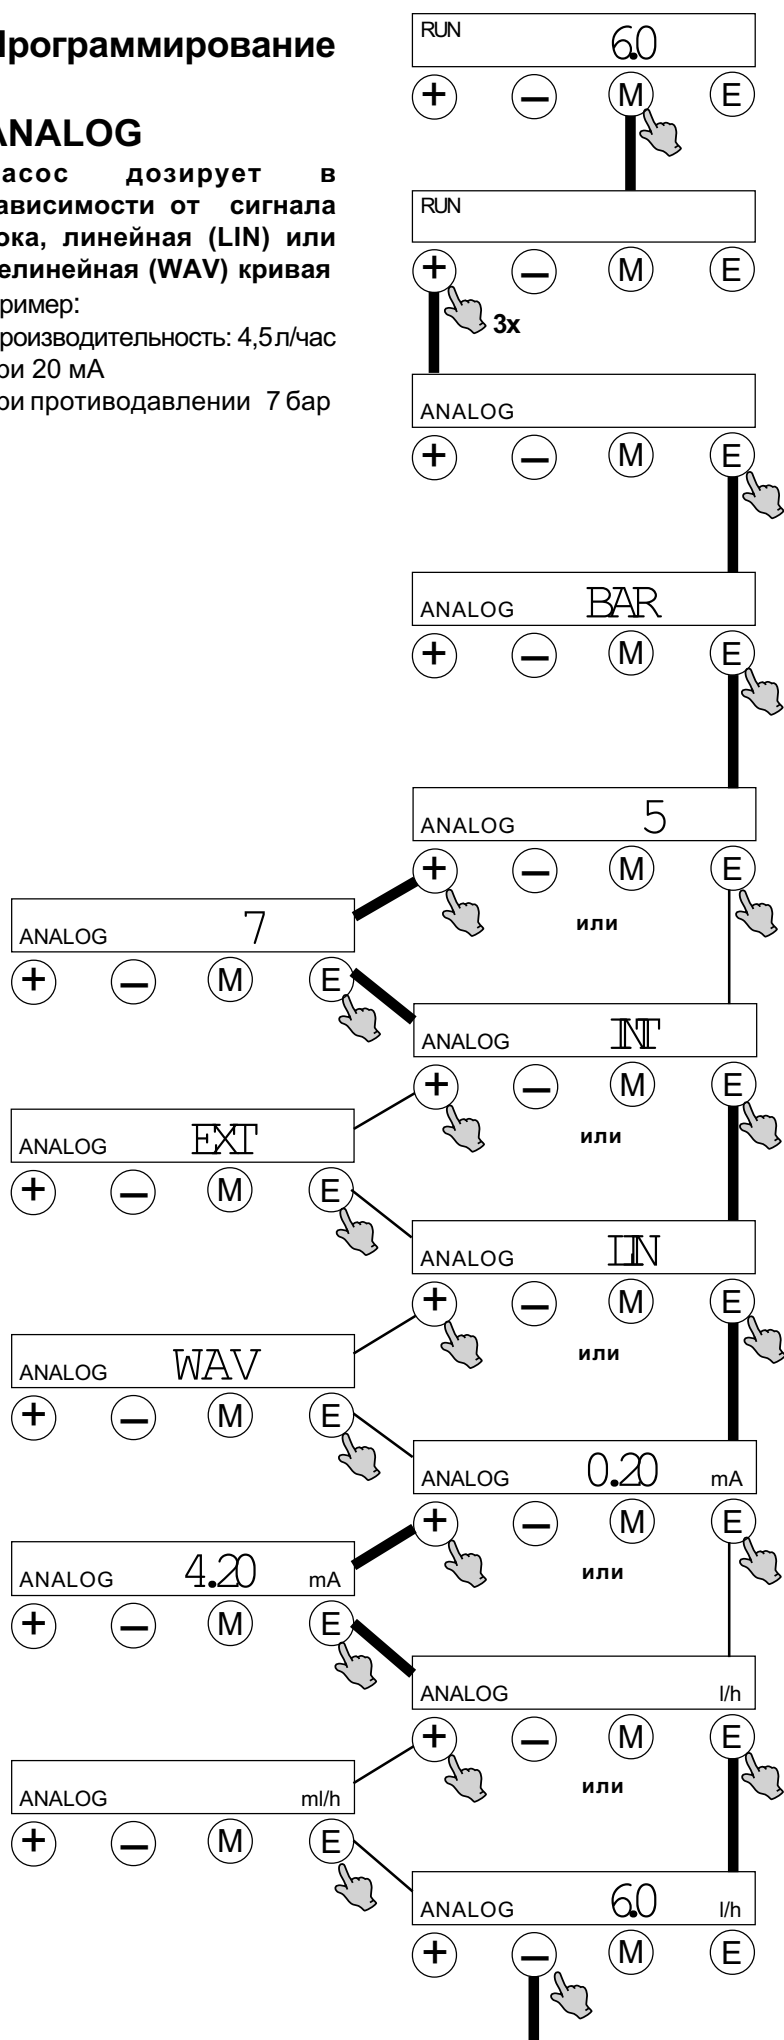 Программирование
ANALOG
асос дозирует в
ависимости от сигнала
ока, линейная (LIN) или
елинейная (WAV) кривая
ример:
роизводительность: 4,5 л/час
ри 20 мА
ри противодавлении 7 бар
RUN 6.0
+ − M E
RUN
+ − M E
3x
ANALOG
+ − M E
ANALOG BAR
+ − M E
ANALOG 5
+ − M E
или
ANALOG 7
+ − M E
ANALOG INT
+ − M E
или
ANALOG EXT
+ − M E
ANALOG LIN
+ − M E
или
ANALOG WAV
+ − M E
ANALOG 0.20 mA
+ − M E
или
ANALOG 4.20 mA
+ − M E
ANALOG l/h
+ − M E
или
ANALOG ml/h
+ − M E
ANALOG 6.0 l/h
+ − M E